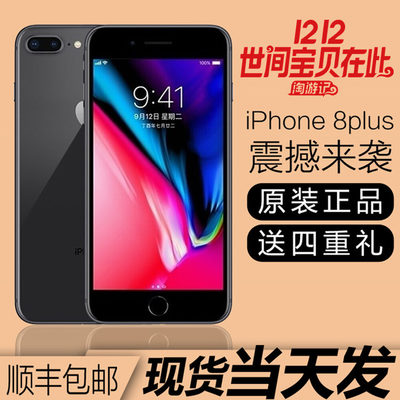 1212
世间宝贝在此
淘游记
iPhone 8plus
震撼来袭
原装正品
送四重礼
9:41
9月12日 星期二
顺丰包邮
现货当天发